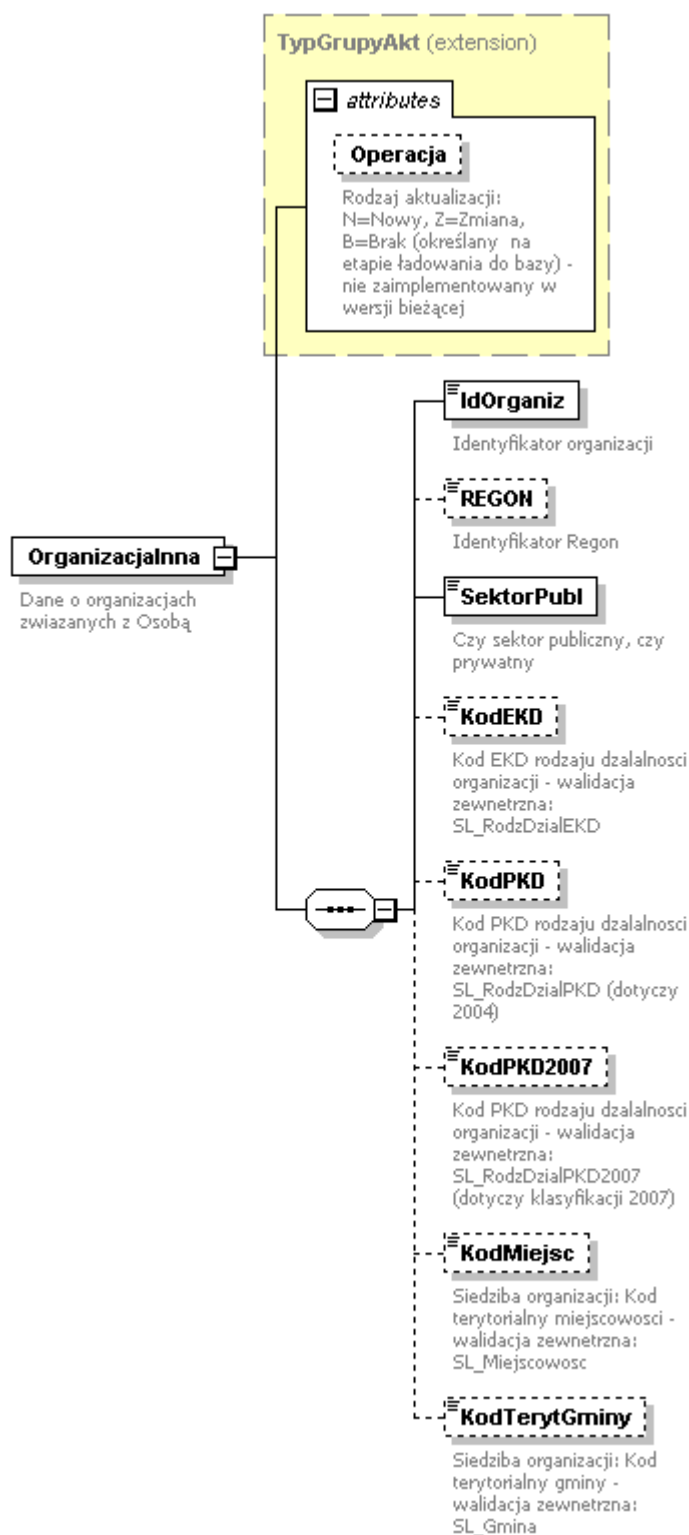 TypGrupyAkt (extension)
attributes
Operacja
Rodzaj aktualizacji:
N=Nowy, Z=Zmiana,
B=Brak (określany na
etapie ładowania do bazy) -
nie zaimplementowany w
wersji bieżącej
IdOrganiz
Identyfikator organizacji
REGON
Identyfikator Regon
OrganizacjaInna
Dane o organizacjach
zwiazanych z Osobą
SektorPubl
Czy sektor publiczny, czy
prywatny
KodEKD
Kod EKD rodzaju dzalalnosci
organizacji - walidacja
zewnetrzna:
SL_RodzDzialEKD
KodPKD
Kod PKD rodzaju dzalalnosci
organizacji - walidacja
zewnetrzna:
SL_RodzDzialPKD (dotyczy
2004)
KodPKD2007
Kod PKD rodzaju dzalalnosci
organizacji - walidacja
zewnetrzna:
SL_RodzDzialPKD2007
(dotyczy klasyfikacji 2007)
KodMiejsc
Siedziba organizacji: Kod
terytorialny miejscowosci -
walidacja zewnetrzna:
SL_Miejscowosc
KodTerytGminy
Siedziba organizacji: Kod
terytorialny gminy -
walidacja zewnetrzna:
SL_Gmina